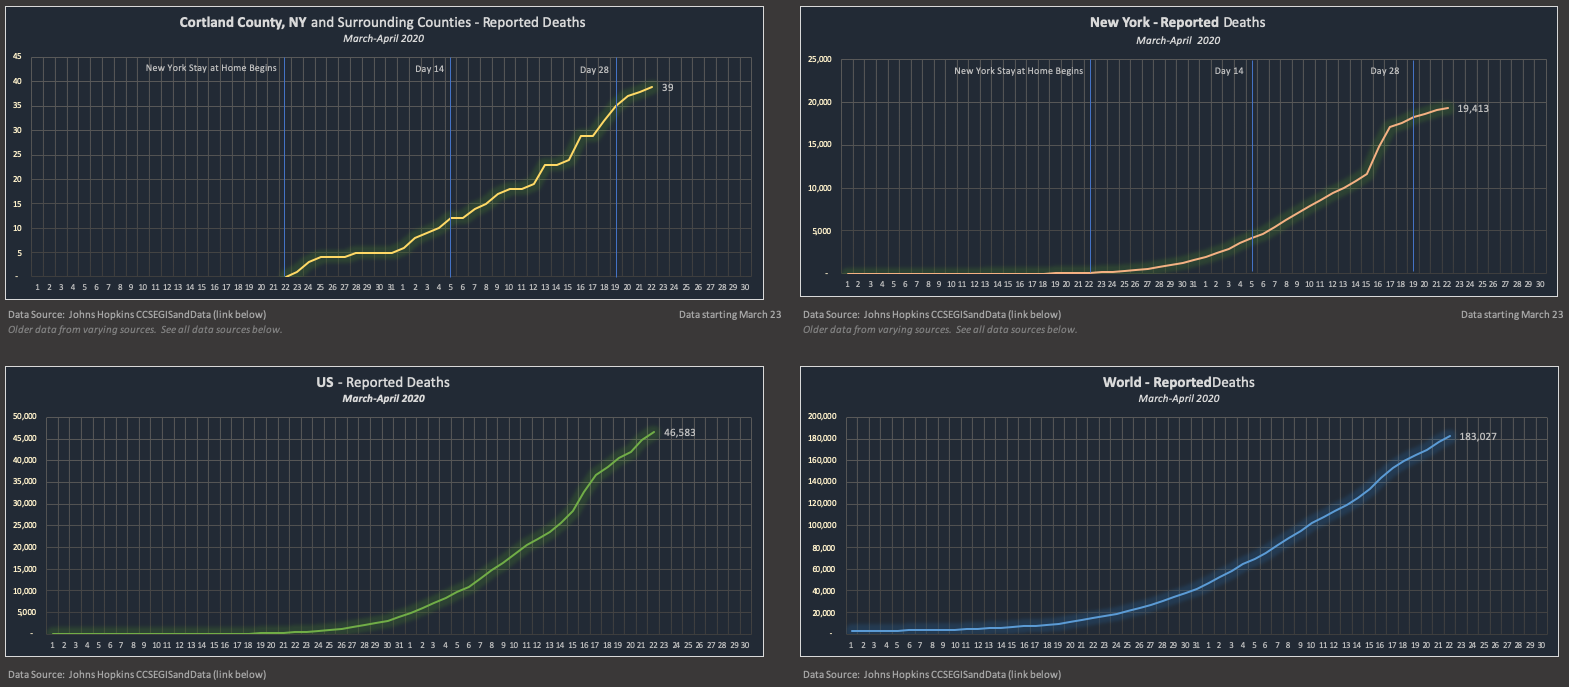 Cortland County, NY and Surrounding Counties - Reported Deaths
March-April 2020
45
40
35
30
25
20
15
10
5
-
New York Stay at Home Begins
Day 14
Day 28
39
1 2 3 4 5 6 7 8 9 10 11 12 13 14 15 16 17 18 19 20 21 22 23 24 25 26 27 28 29 30 31 1 2 3 4 5 6 7 8 9 10 11 12 13 14 15 16 17 18 19 20 21 22 23 24 25 26 27 28 29 30
Data Source: Johns Hopkins CCSEGISandData (link below)
Data starting March 23
Older data from varying sources. See all data sources below.
New York - Reported Deaths
March-April 2020
25,000
20,000
15,000
10,000
5,000
-
New York Stay at Home Begins
Day 14
Day 28
19,413
1 2 3 4 5 6 7 8 9 10 11 12 13 14 15 16 17 18 19 20 21 22 23 24 25 26 27 28 29 30 31 1 2 3 4 5 6 7 8 9 10 11 12 13 14 15 16 17 18 19 20 21 22 23 24 25 26 27 28 29 30
Data Source: Johns Hopkins CCSEGISandData (link below)
Data starting March 23
Older data from varying sources. See all data sources below.
US - Reported Deaths
March-April 2020
50,000
45,000
40,000
35,000
30,000
25,000
20,000
15,000
10,000
5,000
-
46,583
1 2 3 4 5 6 7 8 9 10 11 12 13 14 15 16 17 18 19 20 21 22 23 24 25 26 27 28 29 30 31 1 2 3 4 5 6 7 8 9 10 11 12 13 14 15 16 17 18 19 20 21 22 23 24 25 26 27 28 29 30
Data Source: Johns Hopkins CCSEGISandData (link below)
World - ReportedDeaths
March-April 2020
200,000
180,000
160,000
140,000
120,000
100,000
80,000
60,000
40,000
20,000
-
183,027
1 2 3 4 5 6 7 8 9 10 11 12 13 14 15 16 17 18 19 20 21 22 23 24 25 26 27 28 29 30 31 1 2 3 4 5 6 7 8 9 10 11 12 13 14 15 16 17 18 19 20 21 22 23 24 25 26 27 28 29 30
Data Source: Johns Hopkins CCSEGISandData (link below)